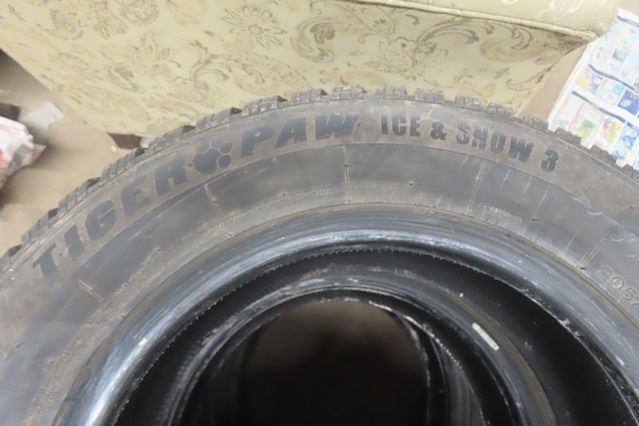 TIGER PAW ICE & SNOW 3